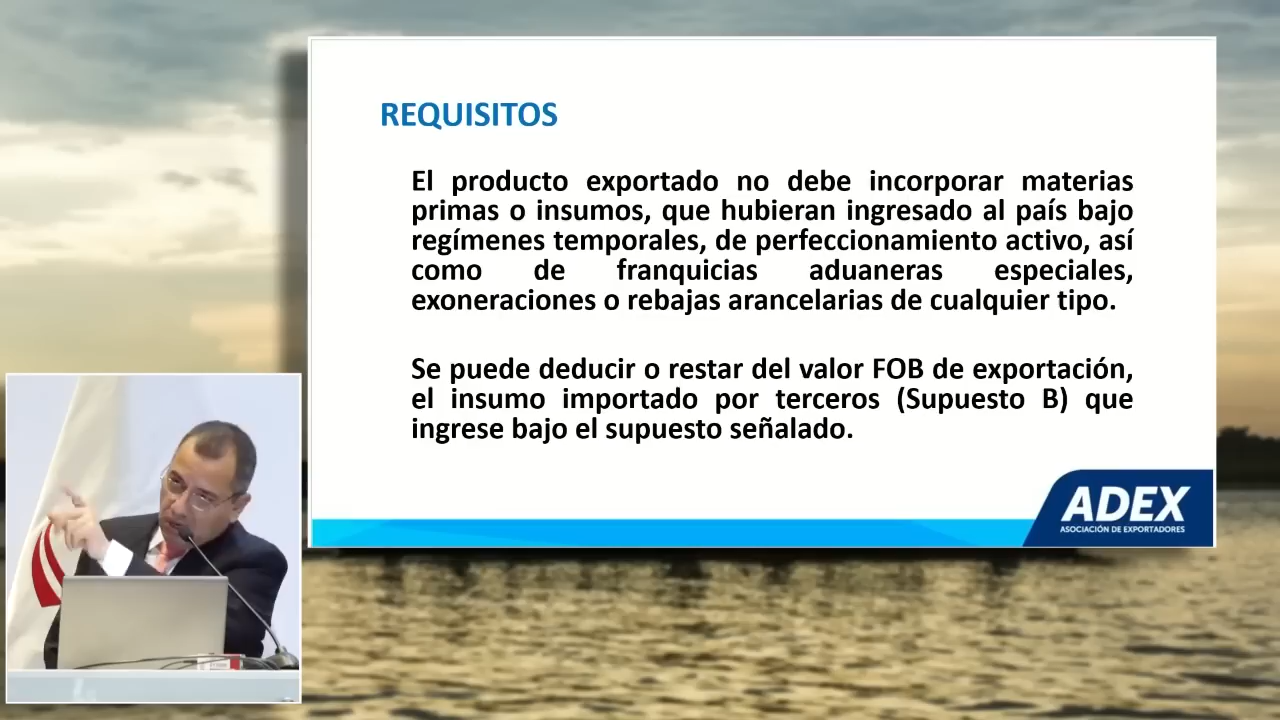 REQUISITOS
El producto exportado no debe incorporar materias
primas o insumos, que hubieran ingresado al país bajo
regímenes temporales, de perfeccionamiento activo, así
como de franquicias aduaneras especiales,
exoneraciones o rebajas arancelarias de cualquier tipo.
Se puede deducir o restar del valor FOB de exportación,
el insumo importado por terceros (Supuesto B) que
ingrese bajo el supuesto señalado.
ADEX
ASOCIACIÓN DE EXPORTADORES